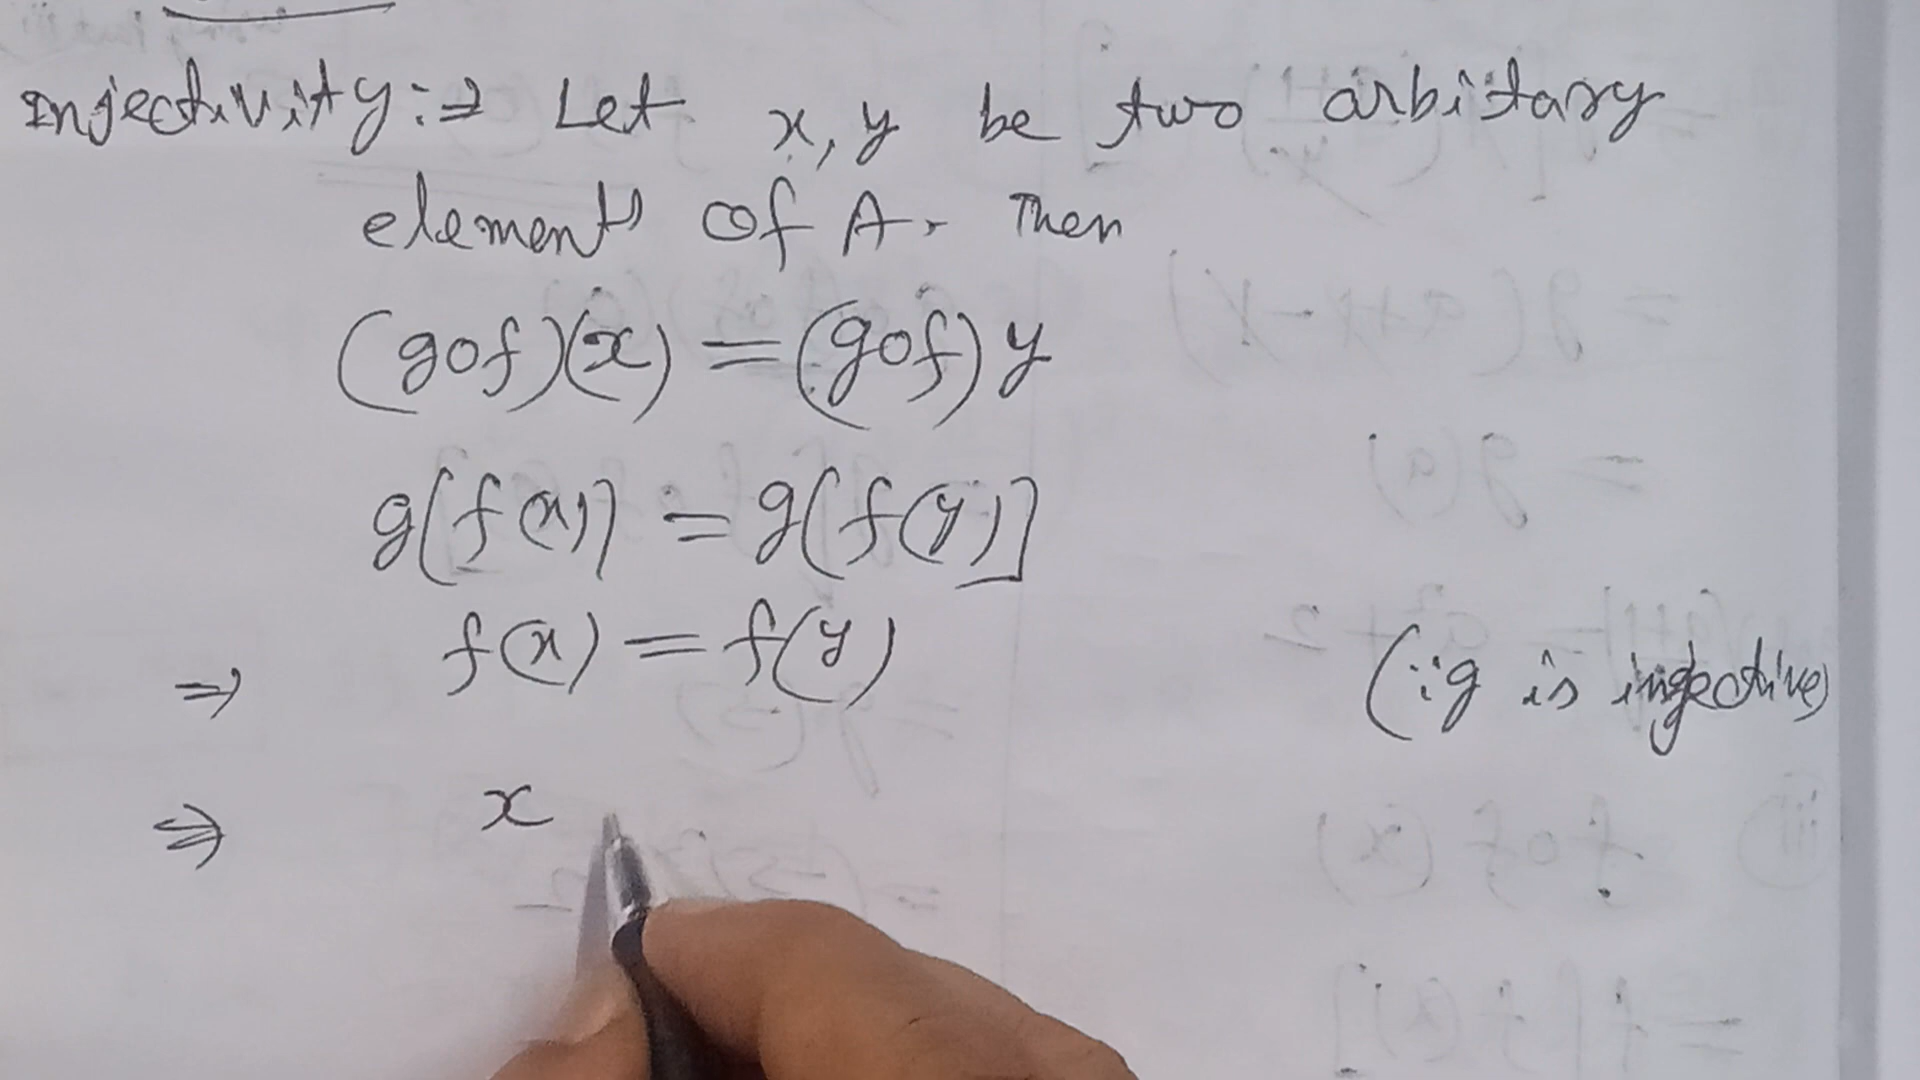 Injectivity :⇒ Let x, y be two arbitary
elements of A. Then
(gof)(x) = (gof) y
g[f(x)] = g[f(y)]
⇒ f(x) = f(y) (∵ g is injective)
⇒ x